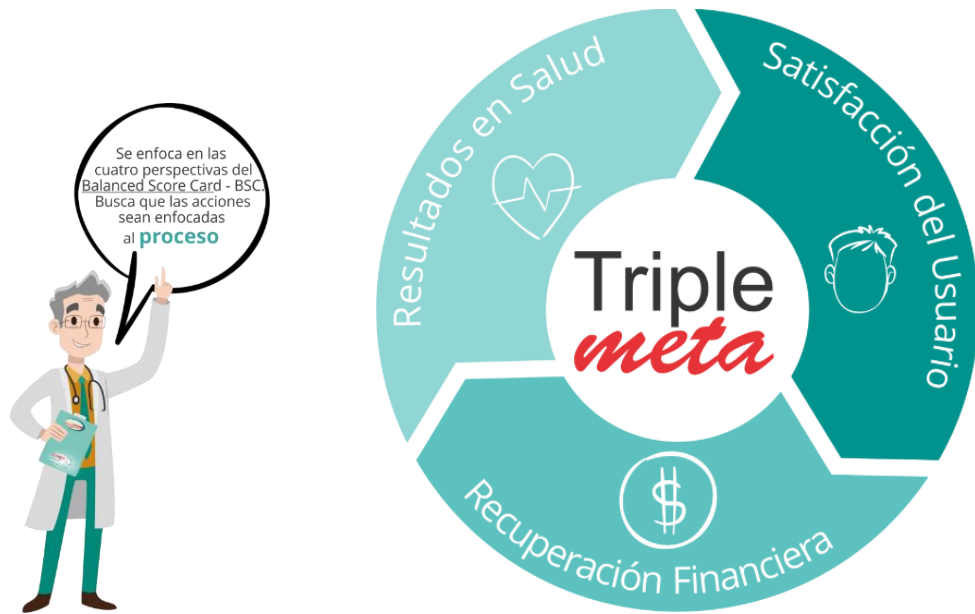 Se enfoca en las
cuatro perspectivas del
Balanced Score Card - BSC.
Busca que las acciones
sean enfocadas
al proceso
Resultados en Salud
Satisfacción del Usuario
Triple
meta
Recuperación Financiera
$